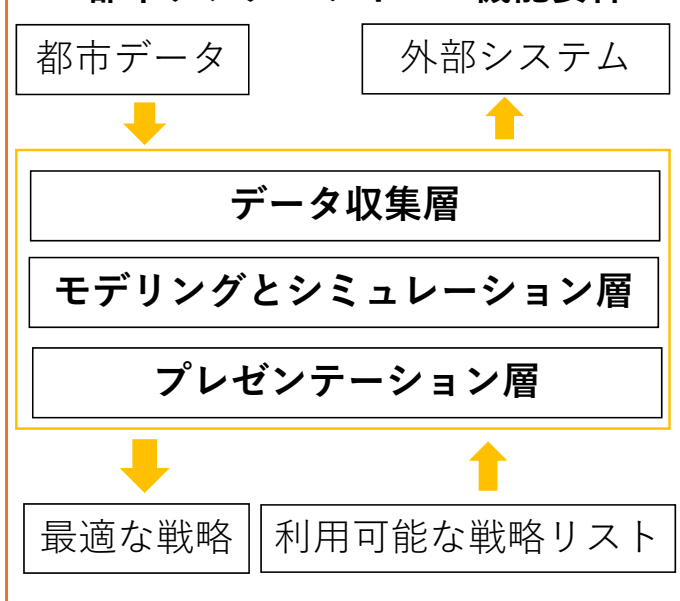 都市データ 外部システム
データ収集層
モデリングとシミュレーション層
プレゼンテーション層
最適な戦略 利用可能な戦略リスト